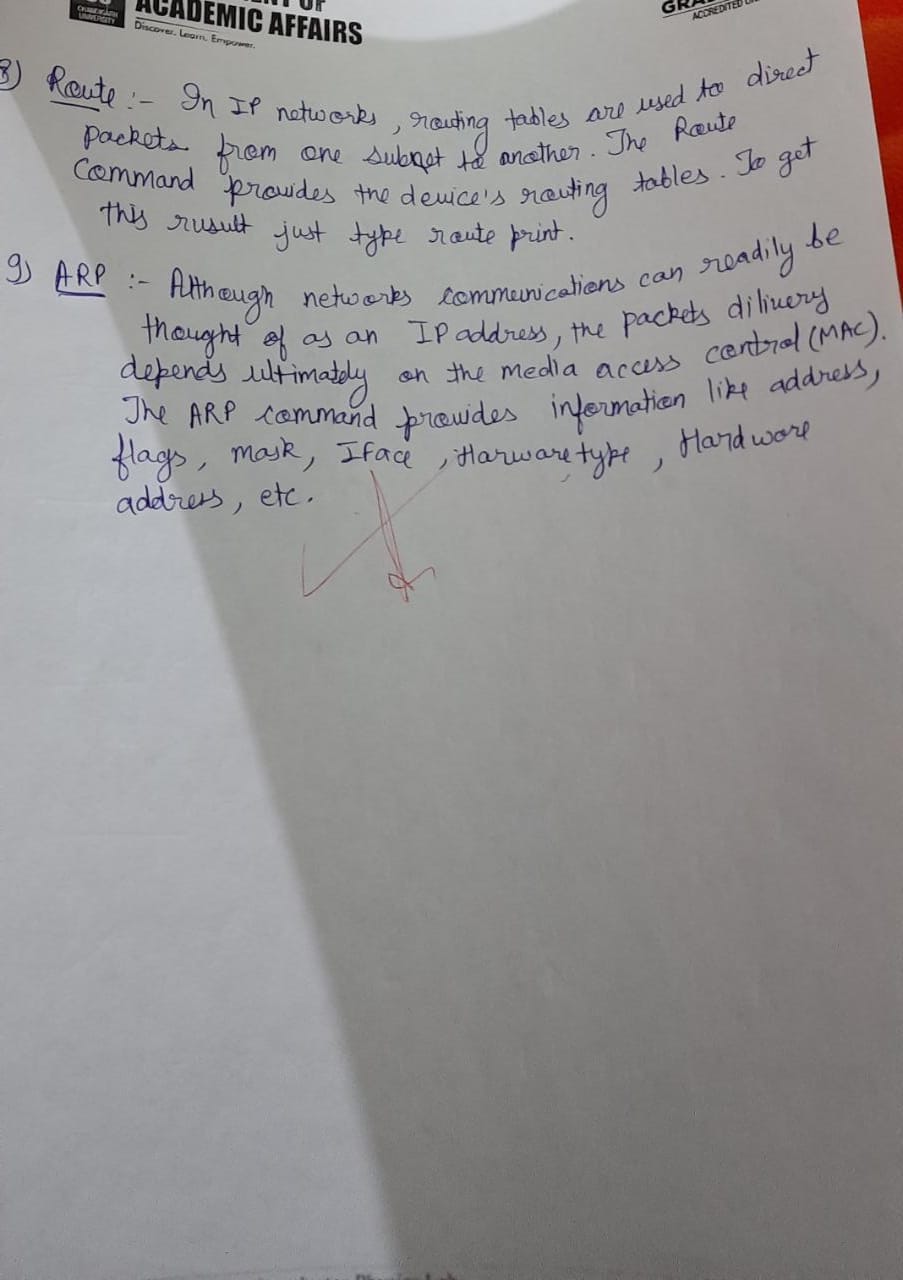 OF
ACADEMIC AFFAIRS
Discover. Learn. Empower.
CHANDIGARH
UNIVERSITY
GRA
ACCREDITED
8) Route :- In IP networks, routing tables are used to direct
packets from one subnet to another. The Route
Command provides the device's routing tables. To get
this rusult just type route print.
9) ARP :- Although networks communications can readily be
thought of as an IP address, the packets dilivery
depends ultimately on the media access control (MAC).
The ARP command provides information like address,
flags, mask, Iface, Harware type, Hardware
address, etc.